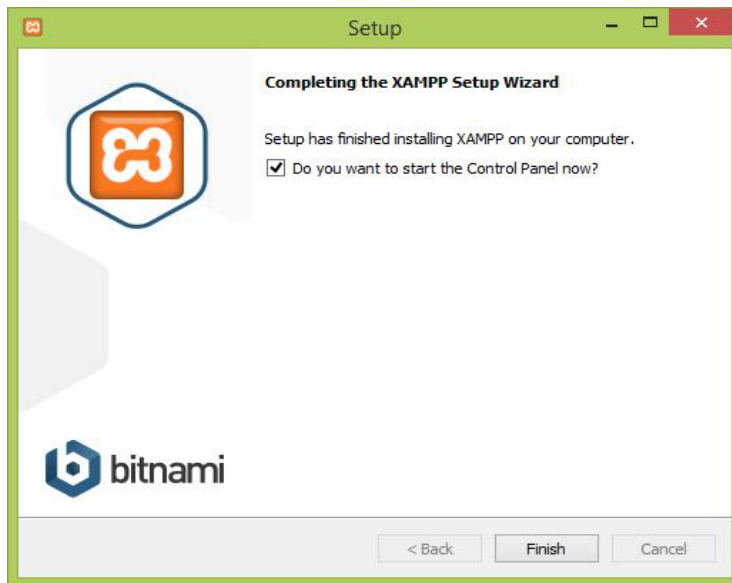 Setup
Completing the XAMPP Setup Wizard
Setup has finished installing XAMPP on your computer.
Do you want to start the Control Panel now?
bitnami
< Back
Finish
Cancel